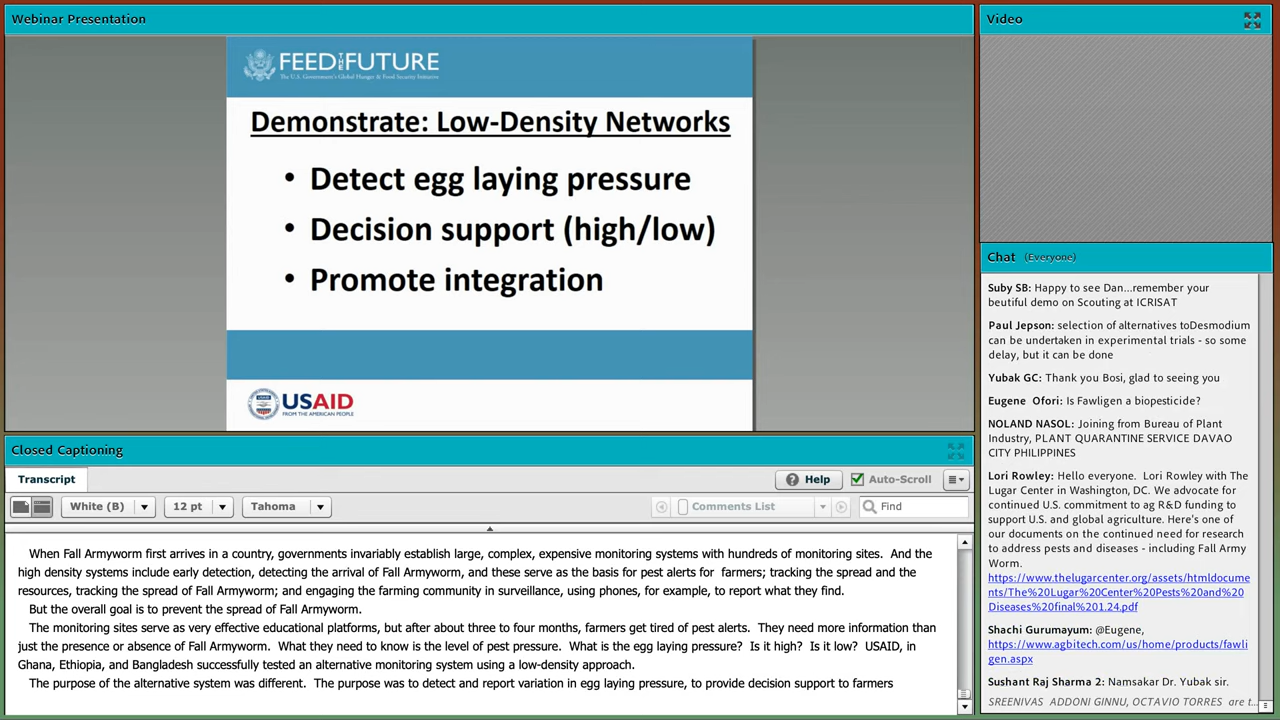 Webinar Presentation
FEED THE FUTURE
The U.S. Government's Global Hunger & Food Security Initiative
Demonstrate: Low-Density Networks
• Detect egg laying pressure
• Decision support (high/low)
• Promote integration
USAID
FROM THE AMERICAN PEOPLE
Closed Captioning
Transcript
Help
Auto-Scroll
White (B)
12 pt
Tahoma
Comments List
Find
When Fall Armyworm first arrives in a country, governments invariably establish large, complex, expensive monitoring systems with hundreds of monitoring sites.  And the
high density systems include early detection, detecting the arrival of Fall Armyworm, and these serve as the basis for pest alerts for  farmers; tracking the spread and the
resources, tracking the spread of Fall Armyworm; and engaging the farming community in surveillance, using phones, for example, to report what they find.
But the overall goal is to prevent the spread of Fall Armyworm.
The monitoring sites serve as very effective educational platforms, but after about three to four months, farmers get tired of pest alerts.  They need more information than
just the presence or absence of Fall Armyworm.  What they need to know is the level of pest pressure.  What is the egg laying pressure?  Is it high?  Is it low?  USAID, in
Ghana, Ethiopia, and Bangladesh successfully tested an alternative monitoring system using a low-density approach.
The purpose of the alternative system was different.  The purpose was to detect and report variation in egg laying pressure, to provide decision support to farmers
Video
Chat (Everyone)
Suby SB: Happy to see Dan...remember your
beutiful demo on Scouting at ICRISAT
Paul Jepson: selection of alternatives toDesmodium
can be undertaken in experimental trials - so some
delay, but it can be done
Yubak GC: Thank you Bosi, glad to seeing you
Eugene Ofori: Is Fawligen a biopesticide?
NOLAND NASOL: Joining from Bureau of Plant
Industry, PLANT QUARANTINE SERVICE DAVAO
CITY PHILIPPINES
Lori Rowley: Hello everyone.  Lori Rowley with The
Lugar Center in Washington, DC. We advocate for
continued U.S. commitment to ag R&D funding to
support U.S. and global agriculture. Here's one of
our documents on the continued need for research
to address pests and diseases - including Fall Army
Worm.
https://www.thelugarcenter.org/assets/htmldocume
nts/The%20Lugar%20Center%20Pests%20and%20
Diseases%20final%201.24.pdf
Shachi Gurumayum: @Eugene,
https://www.agbitech.com/us/home/products/fawli
gen.aspx
Sushant Raj Sharma 2: Namsakar Dr. Yubak sir.
SREENIVAS ADDONI GINNU, OCTAVIO TORRES are t...